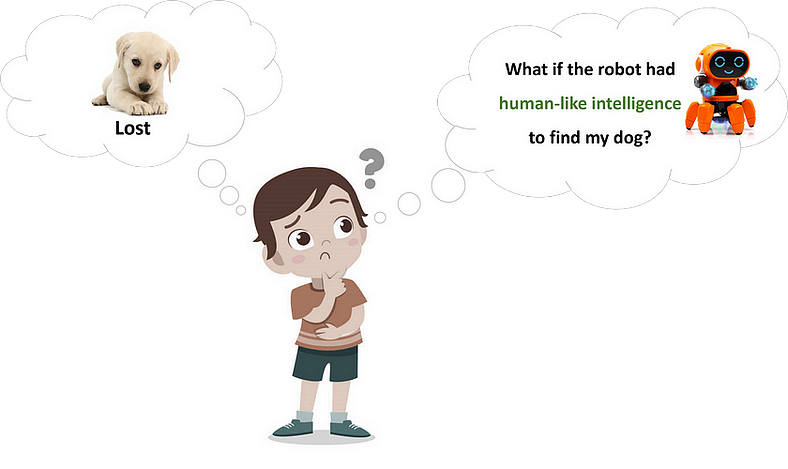 Lost
What if the robot had
human-like intelligence
to find my dog?
?